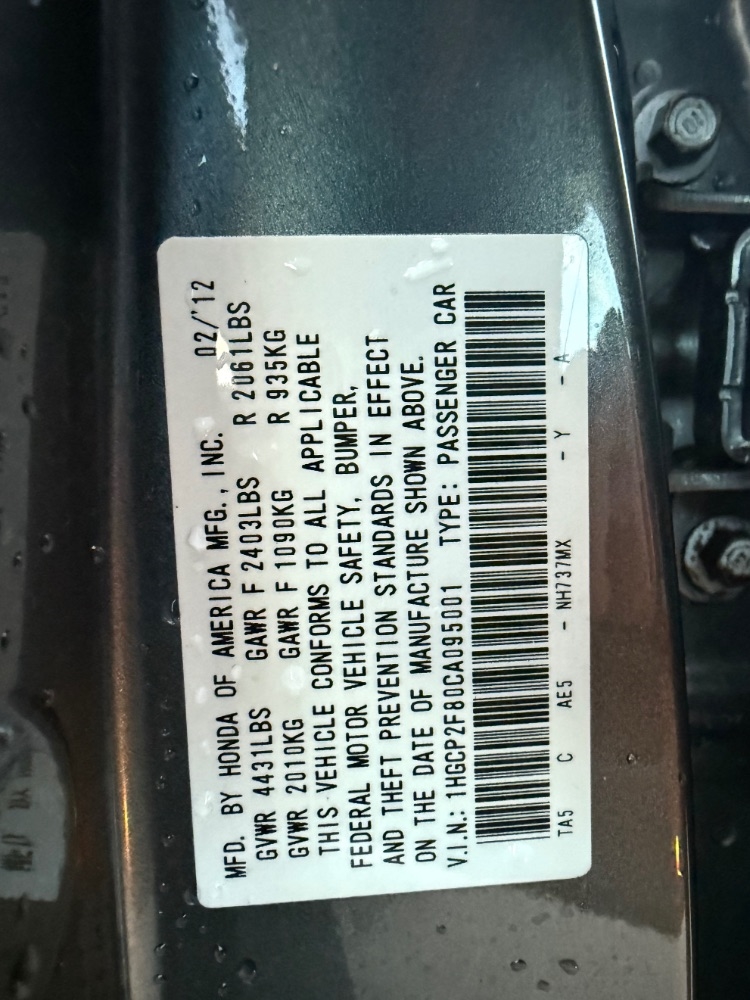 MFD. BY HONDA OF AMERICA MFG., INC. 02/'12
GVWR 4431LBS GAWR F 2403LBS R 2061LBS
GVWR 2010KG GAWR F 1090KG R 935KG
THIS VEHICLE CONFORMS TO ALL APPLICABLE
FEDERAL MOTOR VEHICLE SAFETY, BUMPER,
AND THEFT PREVENTION STANDARDS IN EFFECT
ON THE DATE OF MANUFACTURE SHOWN ABOVE.
V.I.N.: 1HGCP2F80CA095001 TYPE: PASSENGER CAR
TA5 C AE5 - NH737MX - Y - A